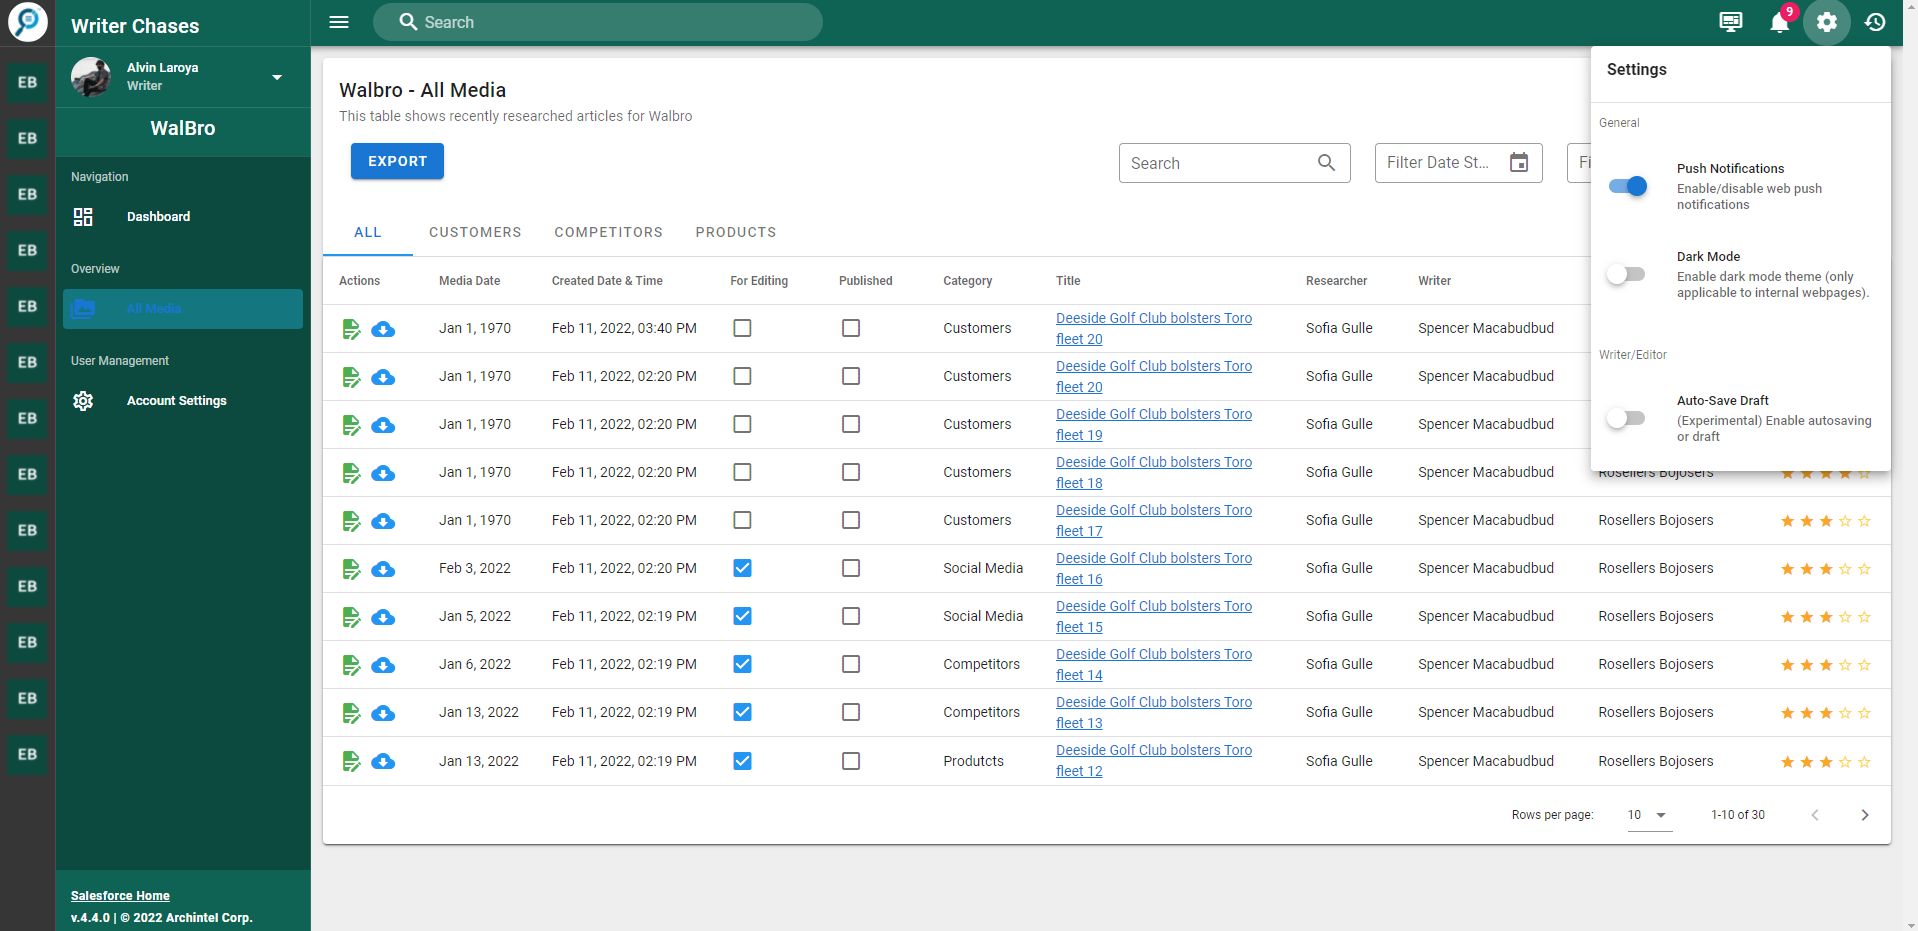 Writer Chases
Search
9
EB
EB
EB
EB
EB
EB
EB
EB
EB
EB
EB
EB
EB
Alvin Laroya
Writer
WalBro
Navigation
Dashboard
Overview
All Media
User Management
Account Settings
Salesforce Home
v.4.4.0 | © 2022 Archintel Corp.
Walbro - All Media
This table shows recently researched articles for Walbro
EXPORT
Search
Filter Date St...
Fi
ALL CUSTOMERS COMPETITORS PRODUCTS
Actions Media Date Created Date & Time For Editing Published Category Title Researcher Writer
Jan 1, 1970 Feb 11, 2022, 03:40 PM Customers Deeside Golf Club bolsters Toro Sofia Gulle Spencer Macabudbud
fleet 20
Jan 1, 1970 Feb 11, 2022, 02:20 PM Customers Deeside Golf Club bolsters Toro Sofia Gulle Spencer Macabudbud
fleet 20
Jan 1, 1970 Feb 11, 2022, 02:20 PM Customers Deeside Golf Club bolsters Toro Sofia Gulle Spencer Macabudbud
fleet 19
Jan 1, 1970 Feb 11, 2022, 02:20 PM Customers Deeside Golf Club bolsters Toro Sofia Gulle Spencer Macabudbud Rosellers Bojosers
fleet 18
Jan 1, 1970 Feb 11, 2022, 02:20 PM Customers Deeside Golf Club bolsters Toro Sofia Gulle Spencer Macabudbud Rosellers Bojosers
fleet 17
Feb 3, 2022 Feb 11, 2022, 02:20 PM Social Media Deeside Golf Club bolsters Toro Sofia Gulle Spencer Macabudbud Rosellers Bojosers
fleet 16
Jan 5, 2022 Feb 11, 2022, 02:19 PM Social Media Deeside Golf Club bolsters Toro Sofia Gulle Spencer Macabudbud Rosellers Bojosers
fleet 15
Jan 6, 2022 Feb 11, 2022, 02:19 PM Competitors Deeside Golf Club bolsters Toro Sofia Gulle Spencer Macabudbud Rosellers Bojosers
fleet 14
Jan 13, 2022 Feb 11, 2022, 02:19 PM Competitors Deeside Golf Club bolsters Toro Sofia Gulle Spencer Macabudbud Rosellers Bojosers
fleet 13
Jan 13, 2022 Feb 11, 2022, 02:19 PM Produtcts Deeside Golf Club bolsters Toro Sofia Gulle Spencer Macabudbud Rosellers Bojosers
fleet 12
Rows per page: 10 1-10 of 30
Settings
General
Push Notifications
Enable/disable web push
notifications
Dark Mode
Enable dark mode theme (only
applicable to internal webpages).
Writer/Editor
Auto-Save Draft
(Experimental) Enable autosaving
or draft